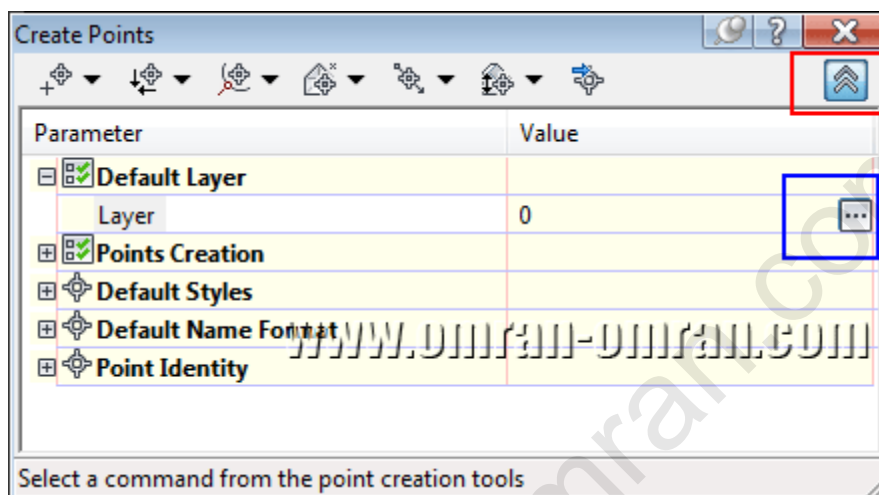 Create Points
Parameter Value
Default Layer
Layer 0
Points Creation
Default Styles
Default Name Format
www.omran-omran.com
Point Identity
Select a command from the point creation tools